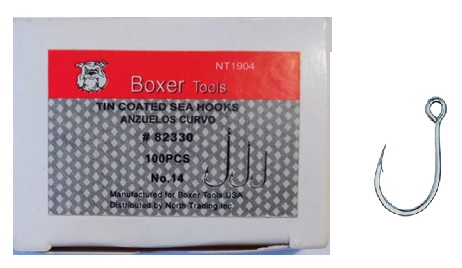 NT1904
Boxer Tools
TIN COATED SEA HOOKS
ANZUELOS CURVO
# 82330
100PCS
No.14
Manufactured for Boxer Tools,USA
Distributed by North Trading Inc.